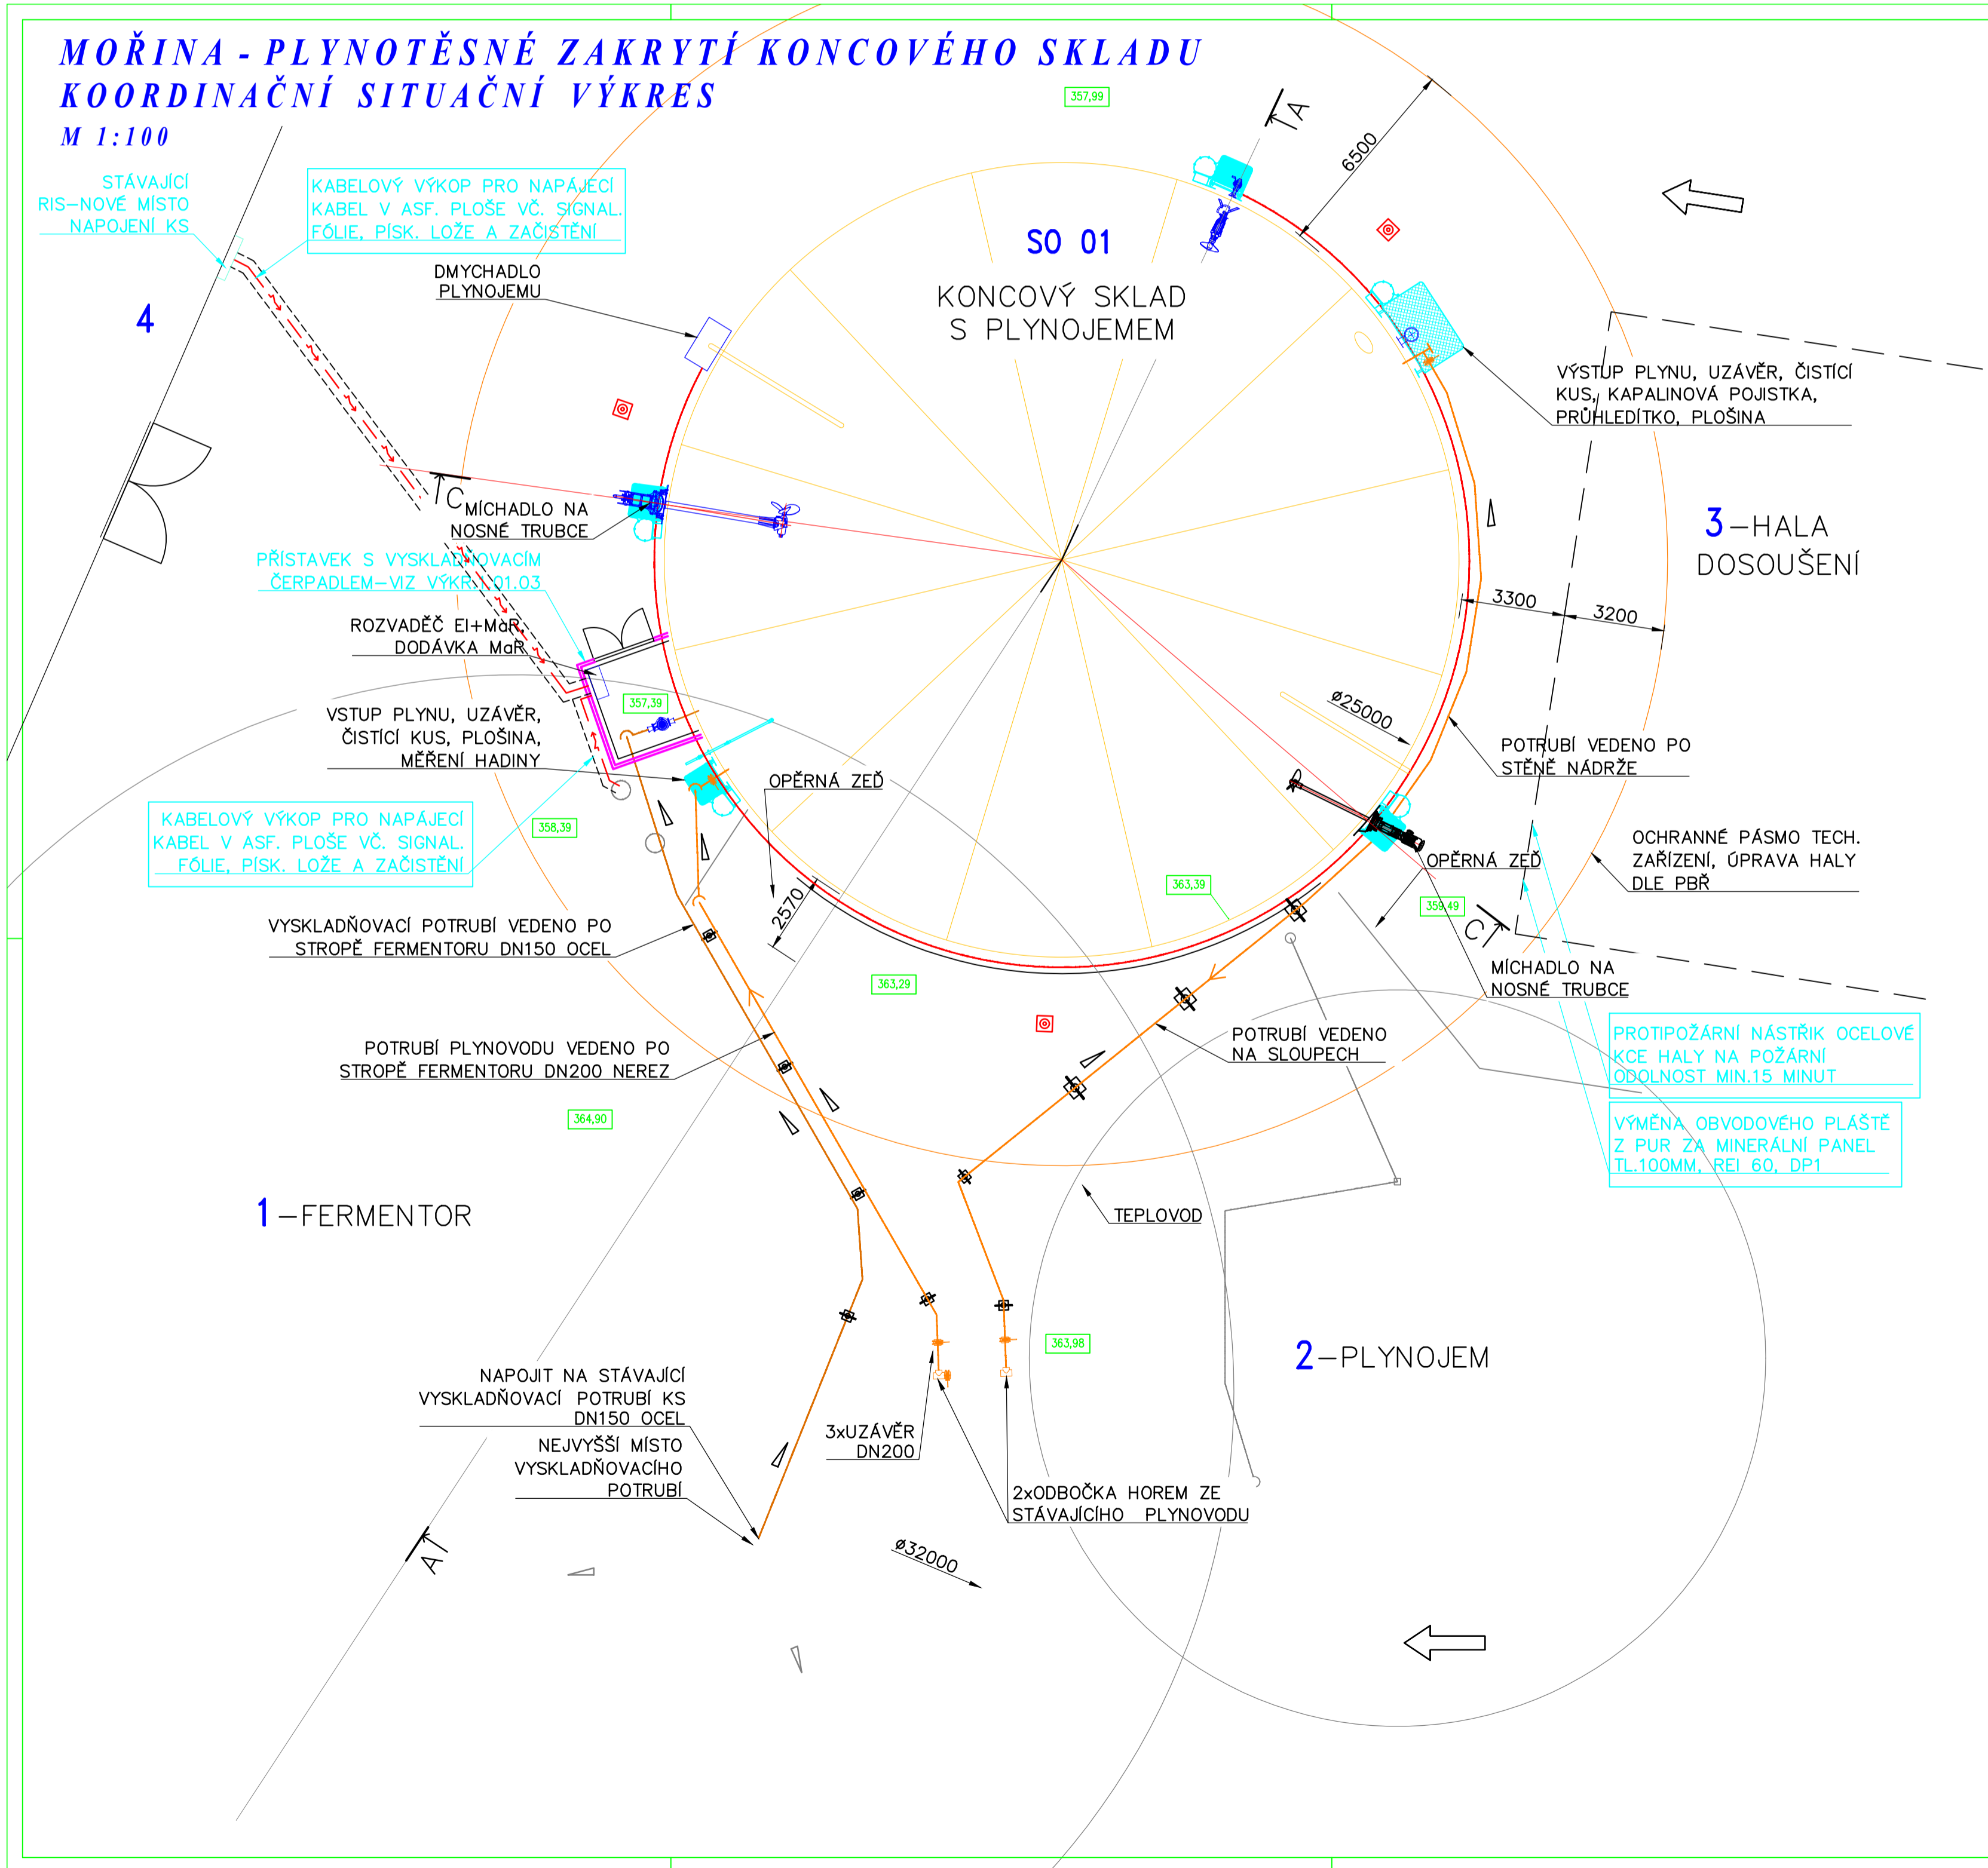 MOŘINA - PLYNOTĚSNÉ ZAKRYTÍ KONCOVÉHO SKLADU
KOORDINAČNÍ SITUAČNÍ VÝKRES
M 1:100
357,99
A
6500
STÁVAJÍCÍ
RIS-NOVÉ MÍSTO
NAPOJENÍ KS
KABELOVÝ VÝKOP PRO NAPÁJECÍ
KABEL V ASF. PLOŠE VČ. SIGNAL.
FÓLIE, PÍSK. LOŽE A ZAČISTĚNÍ
DMYCHADLO
PLYNOJEMU
4
SO 01
KONCOVÝ SKLAD
S PLYNOJEMEM
VÝSTUP PLYNU, UZÁVĚR, ČISTÍCÍ
KUS, KAPALINOVÁ POJISTKA,
PRŮHLEDÍTKO, PLOŠINA
C
MÍCHADLO NA
NOSNÉ TRUBCE
3-HALA
DOSOUŠENÍ
PŘÍSTAVEK S VYSKLADŇOVACÍM
ČERPADLEM-VIZ VÝKR. 01.03
3300
3200
ROZVADĚČ El+MaR,
DODÁVKA MaR
357,39
ø25000
VSTUP PLYNU, UZÁVĚR,
ČISTÍCÍ KUS, PLOŠINA,
MĚŘENÍ HADINY
POTRUBÍ VEDENO PO
STĚNĚ NÁDRŽE
OPĚRNÁ ZEĎ
KABELOVÝ VÝKOP PRO NAPÁJECÍ
KABEL V ASF. PLOŠE VČ. SIGNAL.
FÓLIE, PÍSK. LOŽE A ZAČISTĚNÍ
358,39
OCHRANNÉ PÁSMO TECH.
ZAŘÍZENÍ, ÚPRAVA HALY
DLE PBŘ
OPĚRNÁ ZEĎ
363,39
359,49
2570
C
VYSKLADŇOVACÍ POTRUBÍ VEDENO PO
STROPĚ FERMENTORU DN150 OCEL
363,29
MÍCHADLO NA
NOSNÉ TRUBCE
POTRUBÍ VEDENO
NA SLOUPECH
PROTIPOŽÁRNÍ NÁSTŘIK OCELOVÉ
KCE HALY NA POŽÁRNÍ
ODOLNOST MIN.15 MINUT
POTRUBÍ PLYNOVODU VEDENO PO
STROPĚ FERMENTORU DN200 NEREZ
364,90
VÝMĚNA OBVODOVÉHO PLÁŠTĚ
Z PUR ZA MINERÁLNÍ PANEL
TL.100MM, REI 60, DP1
1-FERMENTOR
TEPLOVOD
363,98
2-PLYNOJEM
NAPOJIT NA STÁVAJÍCÍ
VYSKLADŇOVACÍ POTRUBÍ KS
DN150 OCEL
NEJVYŠŠÍ MÍSTO
VYSKLADŇOVACÍHO
POTRUBÍ
3xUZÁVĚR
DN200
2xODBOČKA HOREM ZE
STÁVAJÍCÍHO PLYNOVODU
A
ø32000